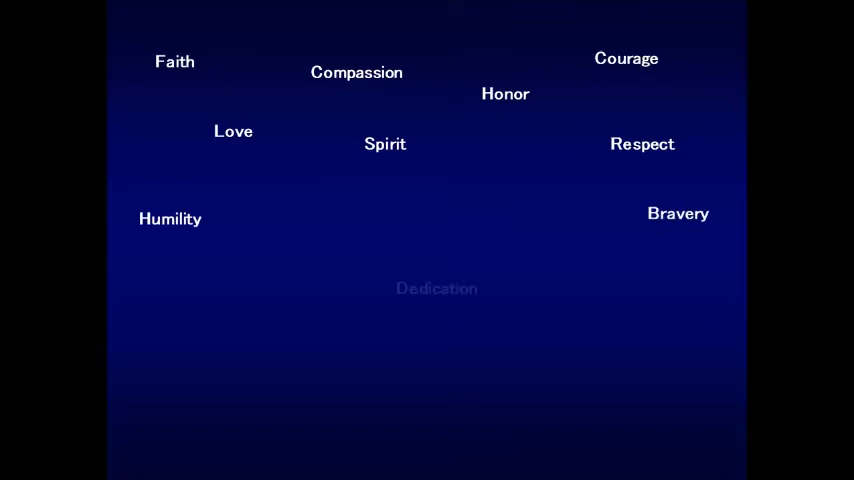 Faith
Compassion
Courage
Honor
Love
Spirit
Respect
Humility
Bravery
Dedication